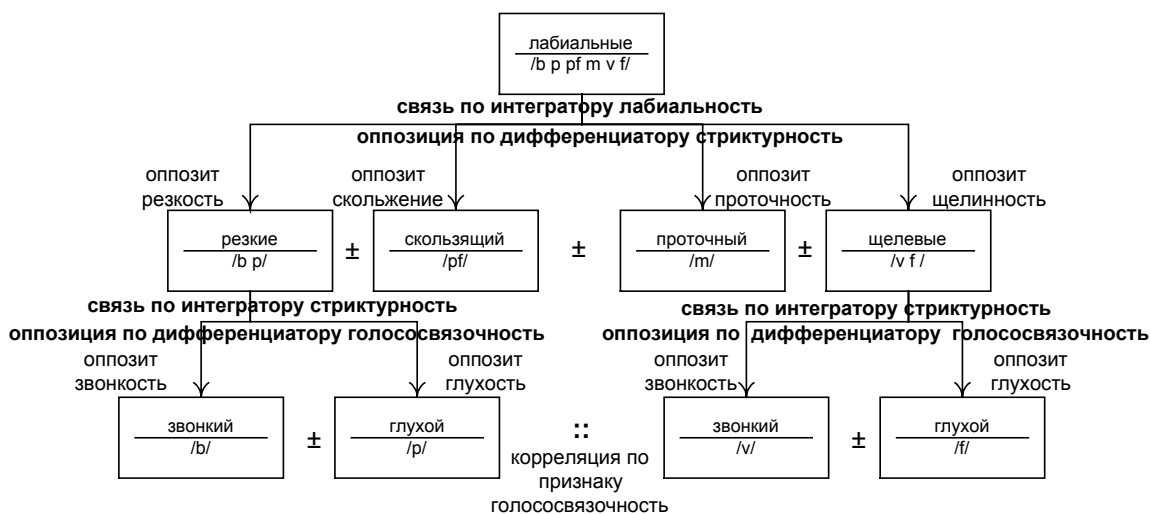 лабиальные
/b p pf m v f/
связь по интегратору лабиальность
оппозиция по дифференциатору стриктурность
оппозит
резкость
оппозит
скольжение
оппозит
проточность
оппозит
щелинность
резкие
/b p/
±
скользящий
/pf/
±
проточный
/m/
±
щелевые
/v f /
связь по интегратору стриктурность
оппозиция по дифференциатору голососвязочность
связь по интегратору стриктурность
оппозиция по дифференциатору голососвязочность
оппозит
звонкость
оппозит
глухость
оппозит
звонкость
оппозит
глухость
звонкий
/b/
±
глухой
/p/
::
корреляция по
признаку
голососвязочность
звонкий
/v/
±
глухой
/f/